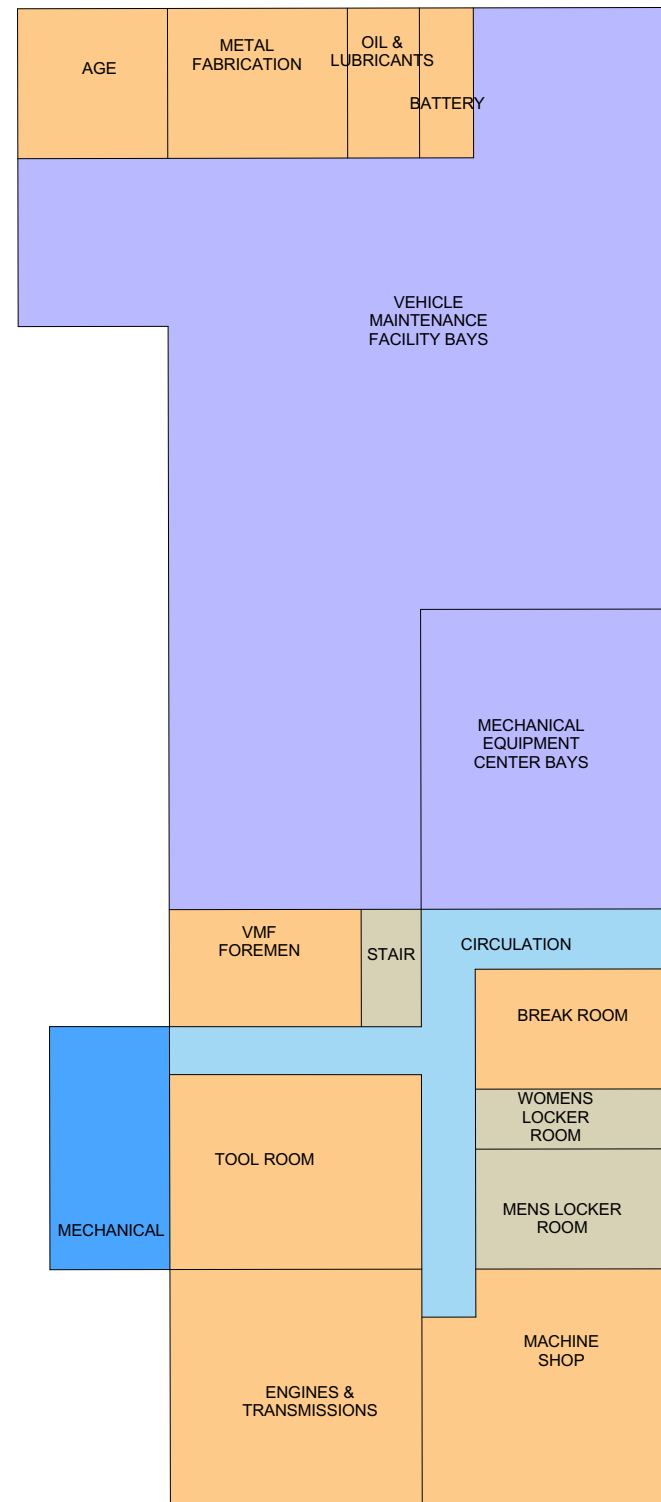 AGE
METAL
FABRICATION
OIL &
LUBRICANTS
BATTERY
VEHICLE
MAINTENANCE
FACILITY BAYS
MECHANICAL
EQUIPMENT
CENTER BAYS
VMF
FOREMEN
STAIR
CIRCULATION
BREAK ROOM
WOMENS
LOCKER
ROOM
TOOL ROOM
MENS LOCKER
ROOM
MECHANICAL
MACHINE
SHOP
ENGINES &
TRANSMISSIONS